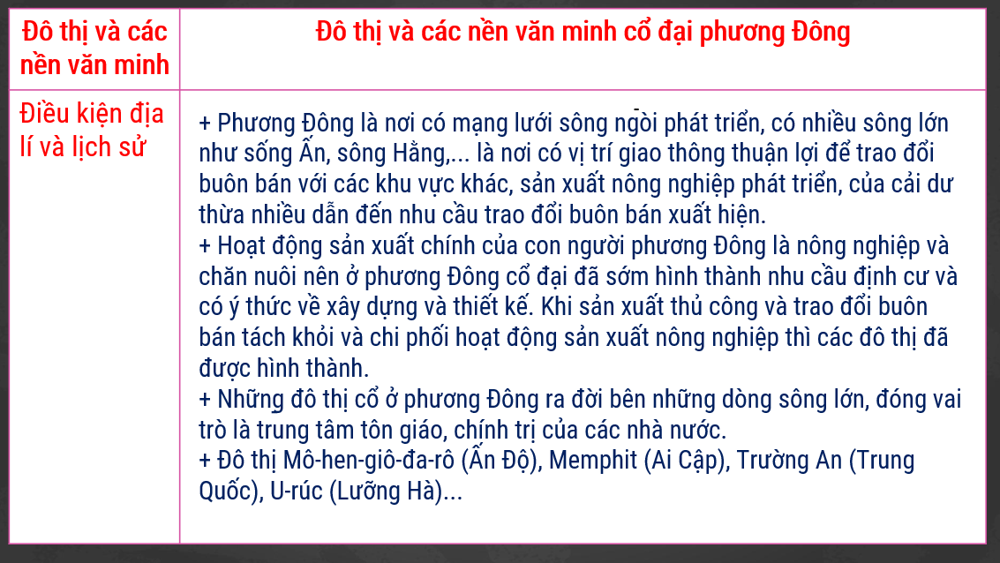 Đô thị và các
nền văn minh
Đô thị và các nền văn minh cổ đại phương Đông
Điều kiện địa
lí và lịch sử
+ Phương Đông là nơi có mạng lưới sông ngòi phát triển, có nhiều sông lớn
như sống Ấn, sông Hằng,... là nơi có vị trí giao thông thuận lợi để trao đổi
buôn bán với các khu vực khác, sản xuất nông nghiệp phát triển, của cải dư
thừa nhiều dẫn đến nhu cầu trao đổi buôn bán xuất hiện.
+ Hoạt động sản xuất chính của con người phương Đông là nông nghiệp và
chăn nuôi nên ở phương Đông cổ đại đã sớm hình thành nhu cầu định cư và
có ý thức về xây dựng và thiết kế. Khi sản xuất thủ công và trao đổi buôn
bán tách khỏi và chi phối hoạt động sản xuất nông nghiệp thì các đô thị đã
được hình thành.
+ Những đô thị cổ ở phương Đông ra đời bên những dòng sông lớn, đóng vai
trò là trung tâm tôn giáo, chính trị của các nhà nước.
+ Đô thị Mô-hen-giô-đa-rô (Ấn Độ), Memphit (Ai Cập), Trường An (Trung
Quốc), U-rúc (Lưỡng Hà)...